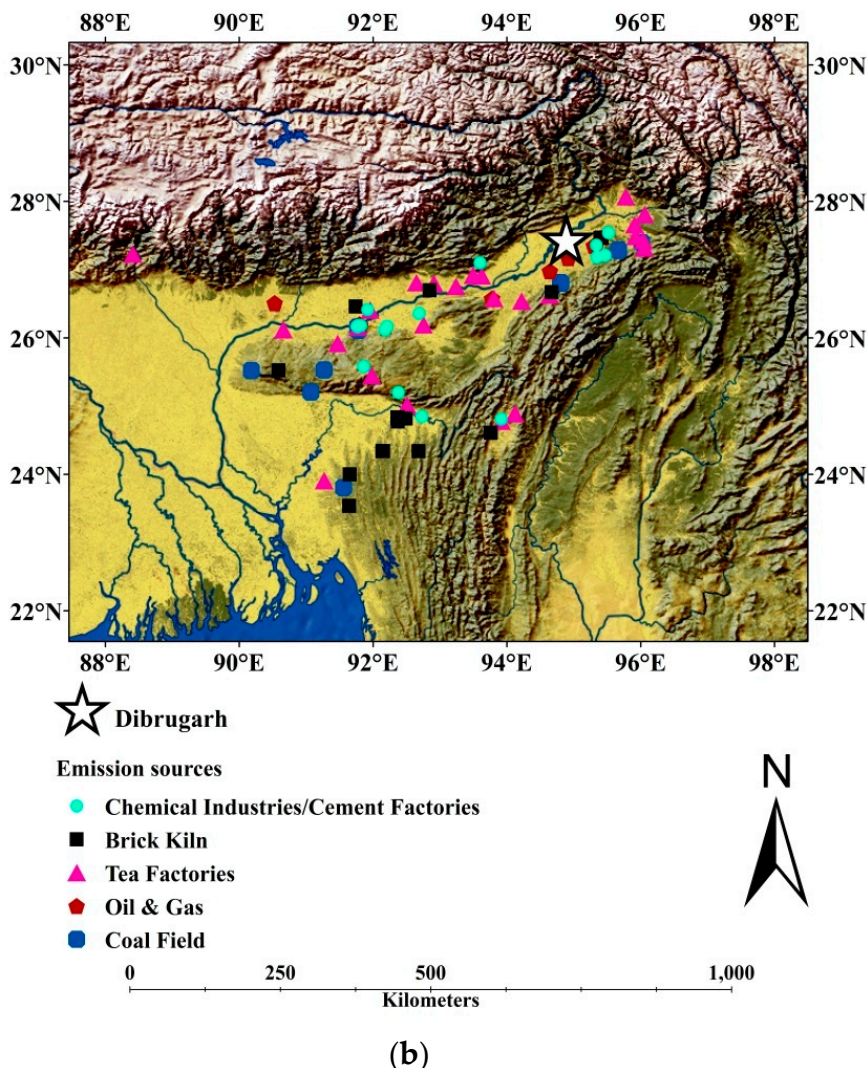 88°E 90°E 92°E 94°E 96°E 98°E
30°N 30°N
28°N 28°N
26°N 26°N
24°N 24°N
22°N 22°N
88°E 90°E 92°E 94°E 96°E 98°E
Dibrugarh
Emission sources
Chemical Industries/Cement Factories
Brick Kiln
Tea Factories
Oil & Gas
Coal Field
N
0 500 1,000
Kilometers
(b)